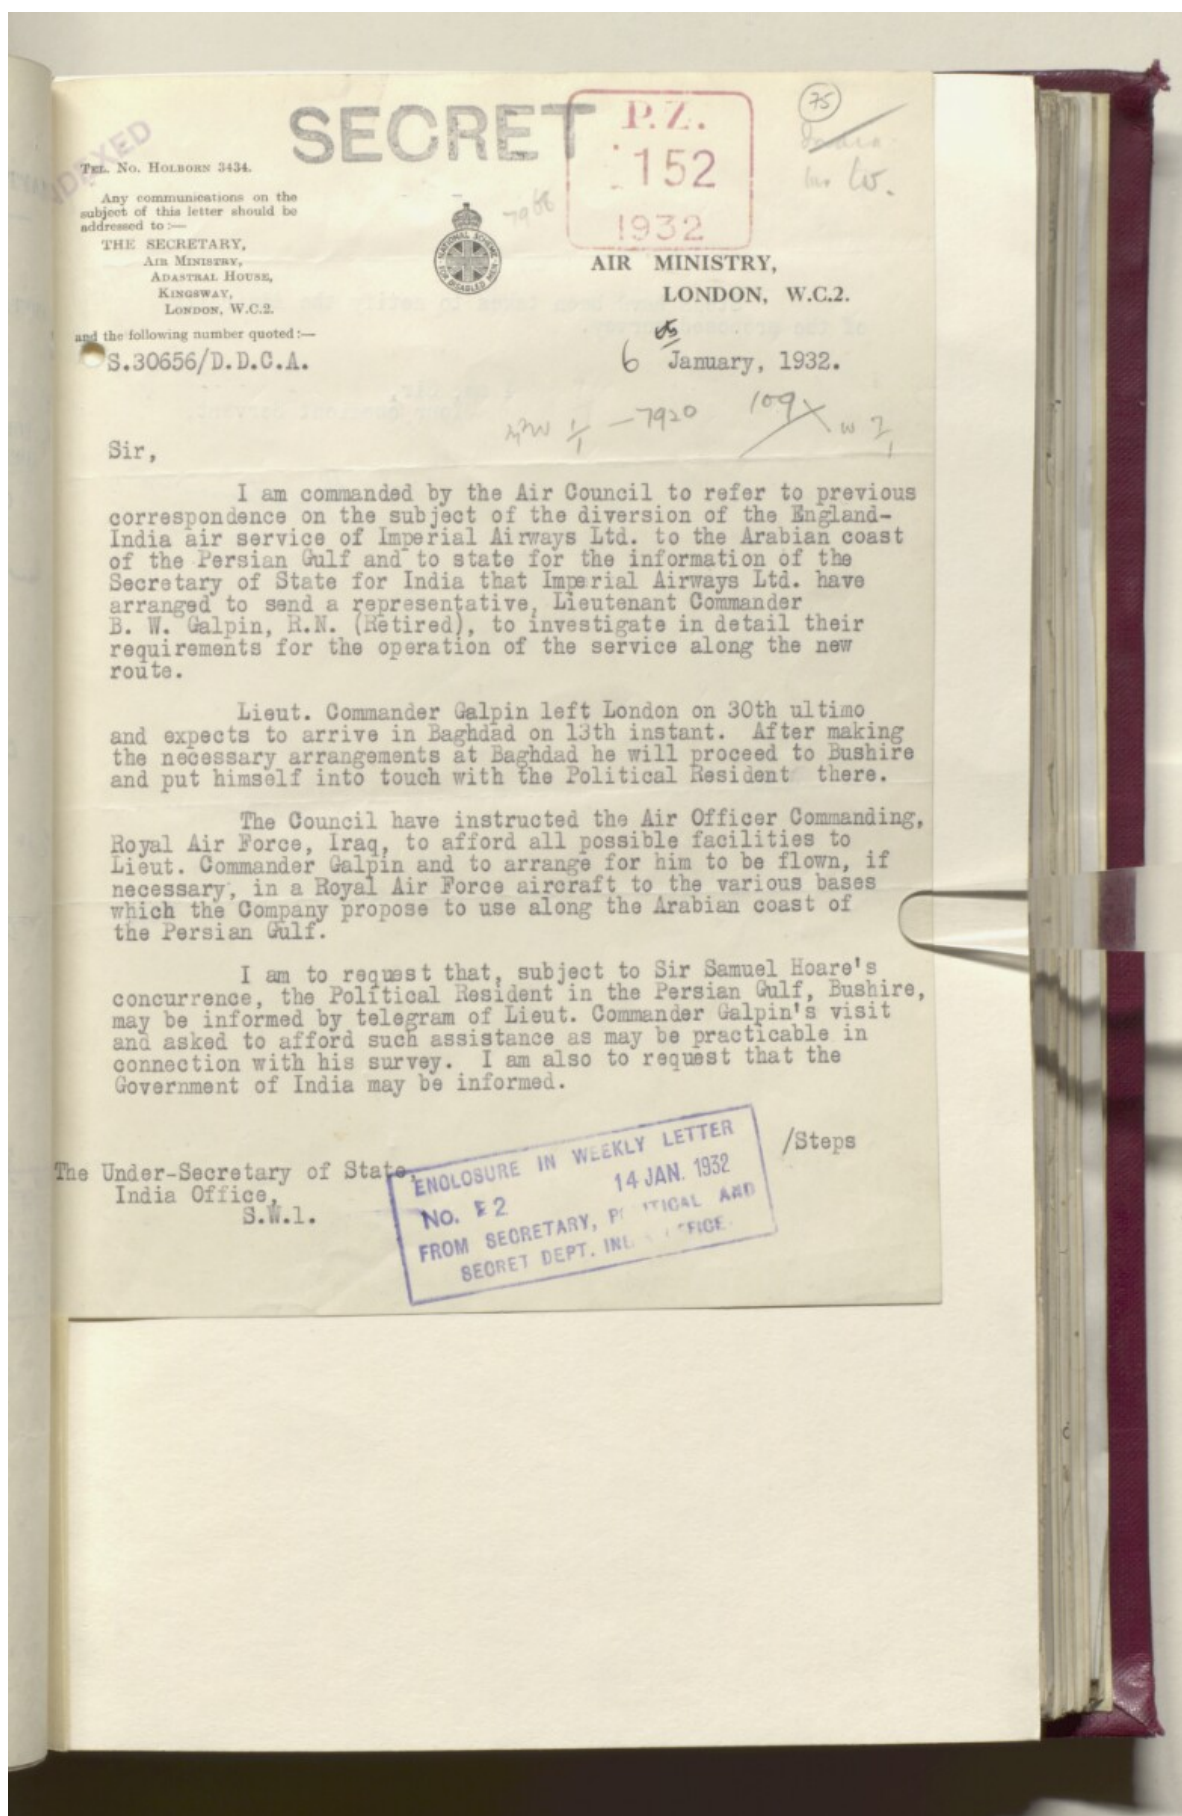 SECRET
INDEXED
P.Z.
152
1932
75
TEL. NO. HOLBORN 3434.
Any communications on the
subject of this letter should be
addressed to :—
THE SECRETARY,
AIR MINISTRY,
ADASTRAL HOUSE,
KINGSWAY,
LONDON, W.C.2.
and the following number quoted :—
S.30656/D.D.C.A.
NATIONAL SCHEME
FOR DISABLED MEN
AIR MINISTRY,
LONDON, W.C.2.
6th January, 1932.
7920
Sir,
I am commanded by the Air Council to refer to previous
correspondence on the subject of the diversion of the England-
India air service of Imperial Airways Ltd. to the Arabian coast
of the Persian Gulf and to state for the information of the
Secretary of State for India that Imperial Airways Ltd. have
arranged to send a representative, Lieutenant Commander
B. W. Galpin, R.N. (Retired), to investigate in detail their
requirements for the operation of the service along the new
route.
Lieut. Commander Galpin left London on 30th ultimo
and expects to arrive in Baghdad on 13th instant. After making
the necessary arrangements at Baghdad he will proceed to Bushire
and put himself into touch with the Political Resident there.
The Council have instructed the Air Officer Commanding,
Royal Air Force, Iraq, to afford all possible facilities to
Lieut. Commander Galpin and to arrange for him to be flown, if
necessary, in a Royal Air Force aircraft to the various bases
which the Company propose to use along the Arabian coast of
the Persian Gulf.
I am to request that, subject to Sir Samuel Hoare's
concurrence, the Political Resident in the Persian Gulf, Bushire,
may be informed by telegram of Lieut. Commander Galpin's visit
and asked to afford such assistance as may be practicable in
connection with his survey. I am also to request that the
Government of India may be informed.
/Steps
The Under-Secretary of State,
India Office,
S.W.1.
ENCLOSURE IN WEEKLY LETTER
NO. 2 14 JAN. 1932
FROM SECRETARY, POLITICAL AND
SECRET DEPT. INDIA OFFICE